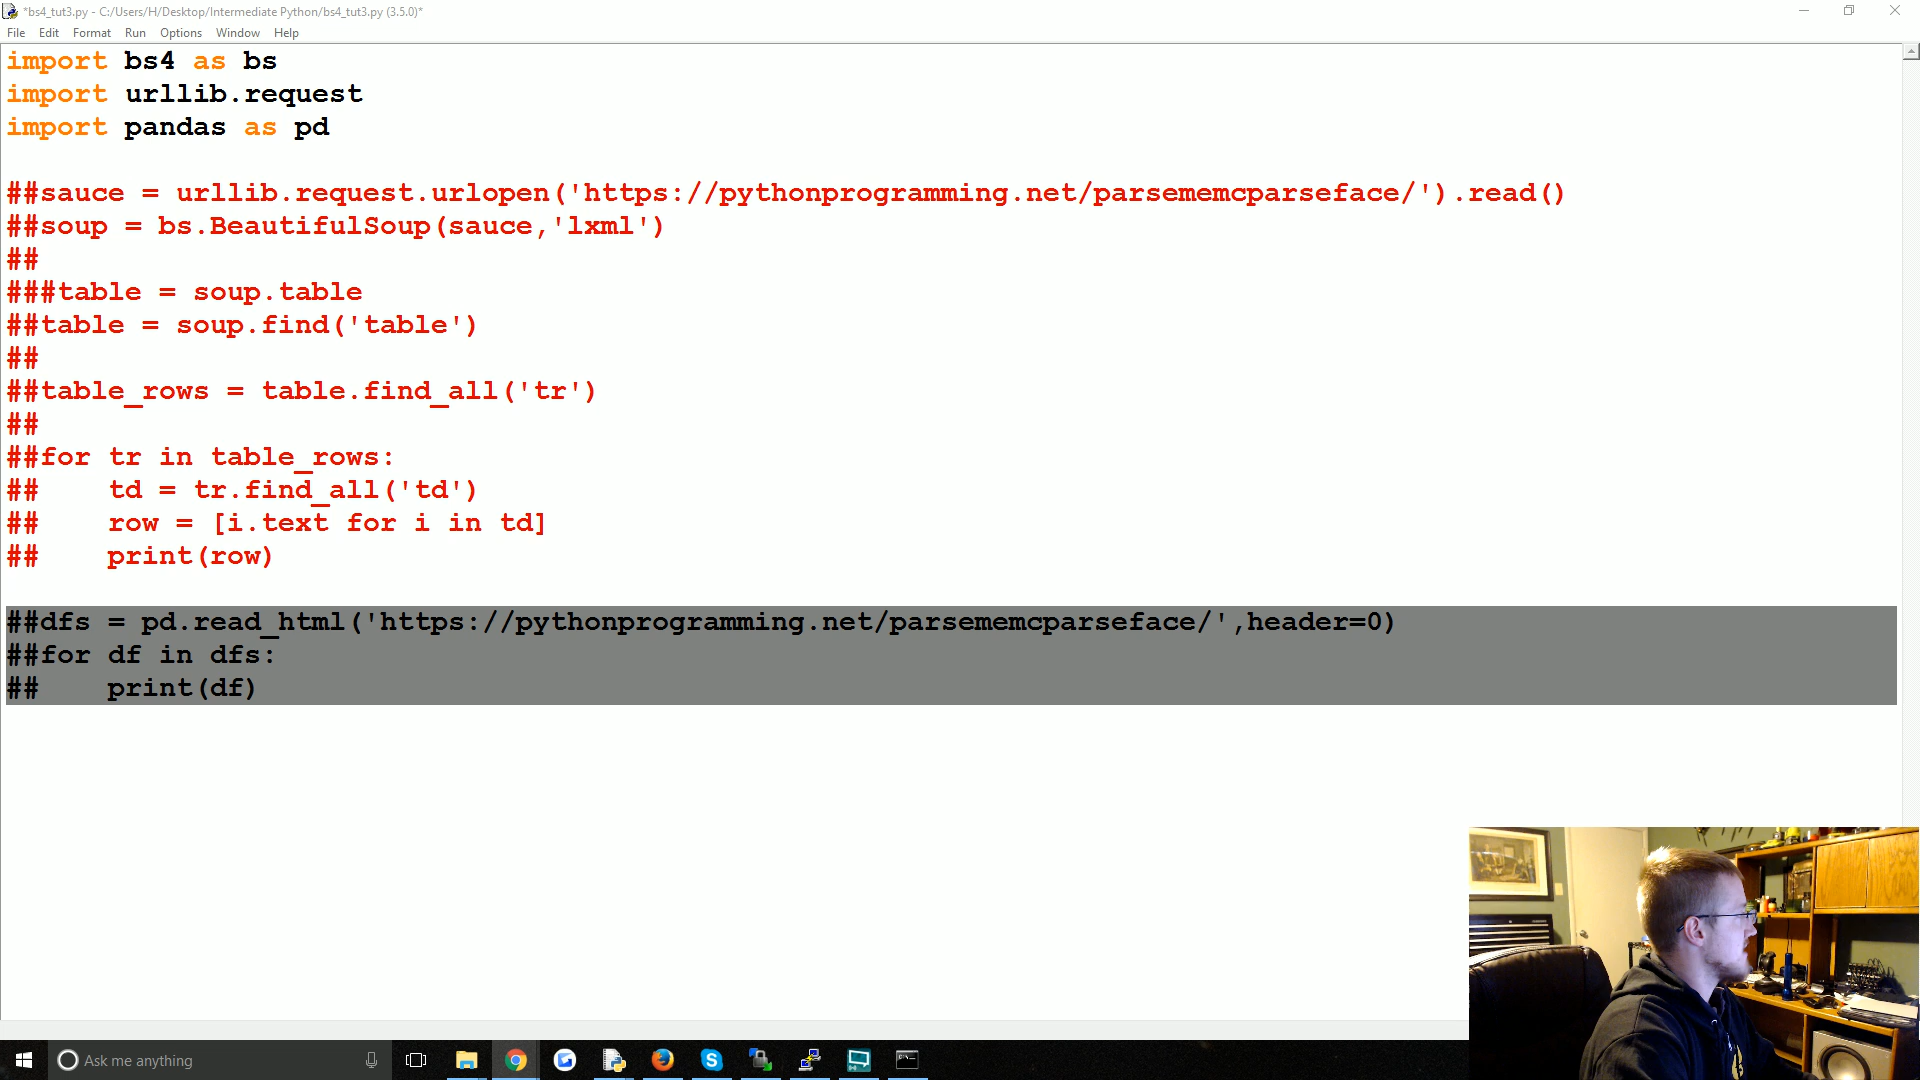 *bs4_tut3.py - C:/Users/H/Desktop/Intermediate Python/bs4_tut3.py (3.5.0)*
File Edit Format Run Options Window Help
import bs4 as bs
import urllib.request
import pandas as pd
##sauce = urllib.request.urlopen('https://pythonprogramming.net/parsememcparseface/').read()
##soup = bs.BeautifulSoup(sauce,'lxml')
##
###table = soup.table
##table = soup.find('table')
##
##table_rows = table.find_all('tr')
##
##for tr in table_rows:
##    td = tr.find_all('td')
##    row = [i.text for i in td]
##    print(row)
##dfs = pd.read_html('https://pythonprogramming.net/parsememcparseface/',header=0)
##for df in dfs:
##    print(df)
Ask me anything